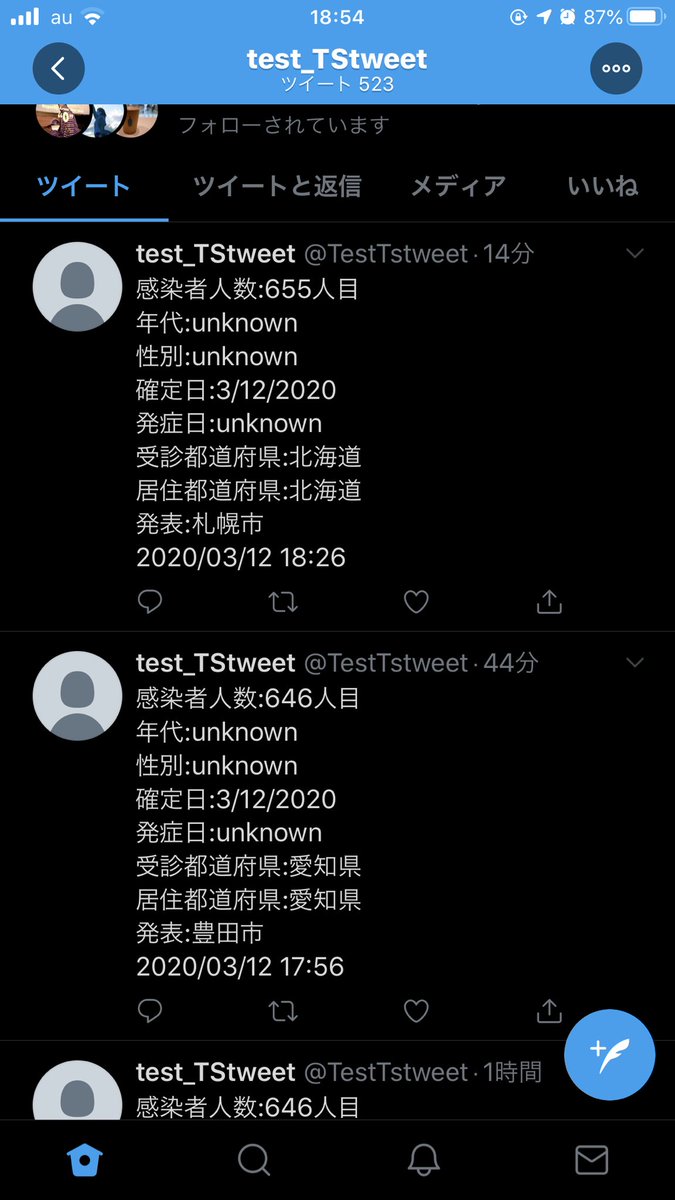 au 18:54 87%
test_TStweet
ツイート 523
フォローされています
ツイート ツイートと返信 メディア いいね
test_TStweet @TestTstweet·14分
感染者人数:655人目
年代:unknown
性別:unknown
確定日:3/12/2020
発症日:unknown
受診都道府県:北海道
居住都道府県:北海道
発表:札幌市
2020/03/12 18:26
test_TStweet @TestTstweet·44分
感染者人数:646人目
年代:unknown
性別:unknown
確定日:3/12/2020
発症日:unknown
受診都道府県:愛知県
居住都道府県:愛知県
発表:豊田市
2020/03/12 17:56
test_TStweet @TestTstweet·1時間
感染者人数:646人目